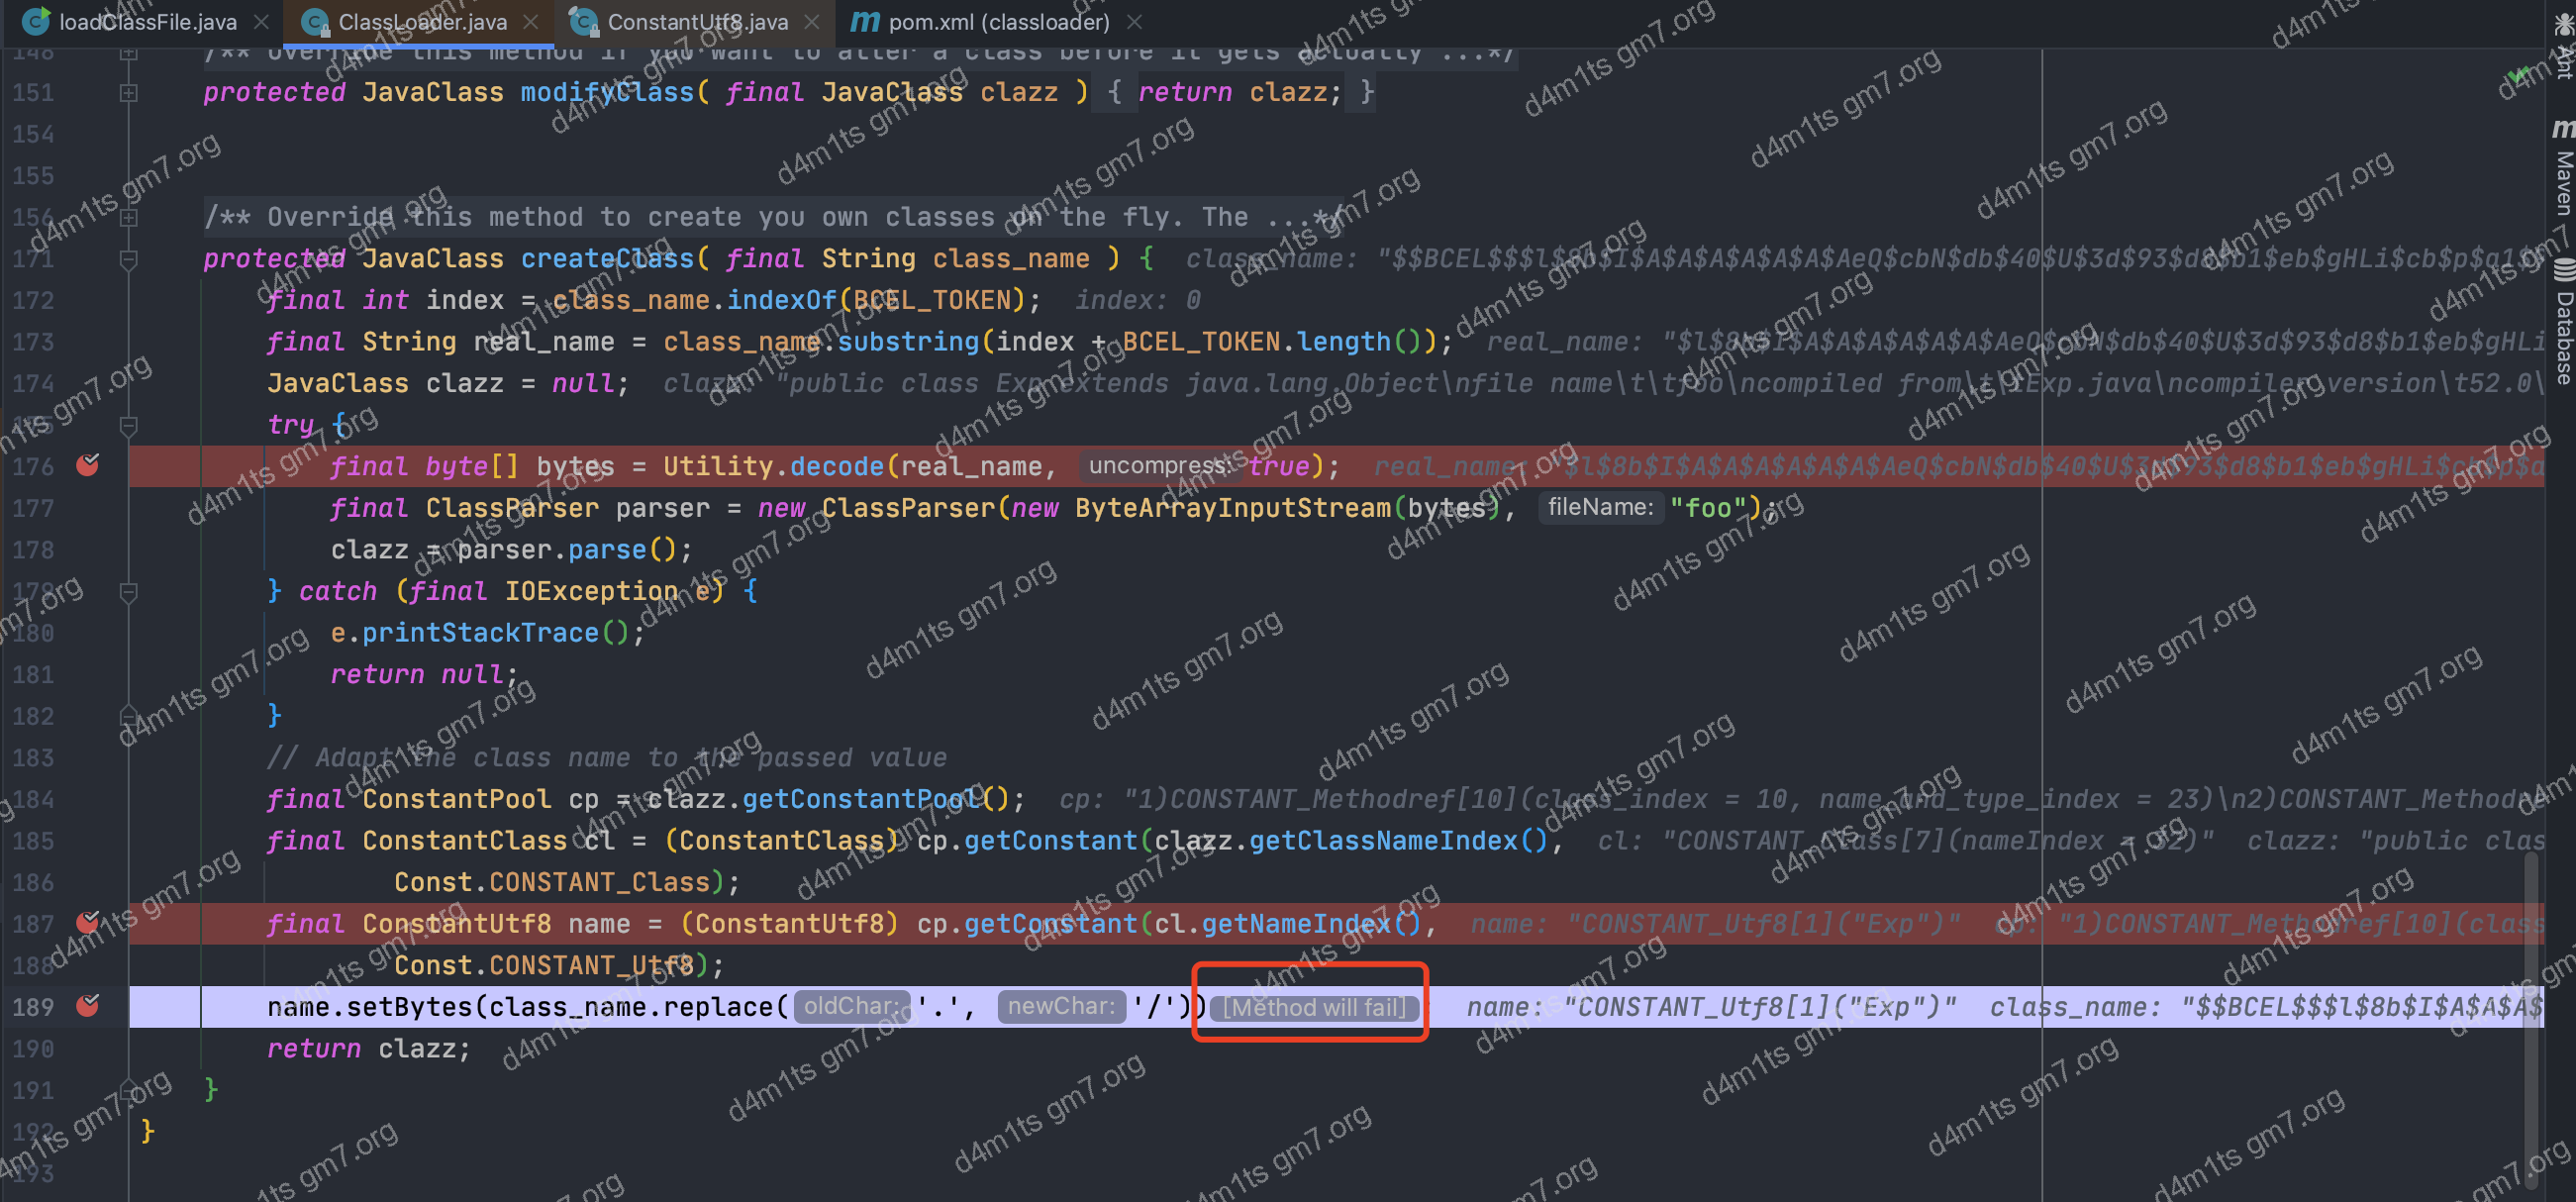 loadClassFile.java ClassLoader.java ConstantUtf8.java pom.xml (classloader)
148 /** Override this method if you want to alter a class before it gets actually ...*/
151 protected JavaClass modifyClass( final JavaClass clazz ) { return clazz; }
154
155
156 /** Override this method to create you own classes on the fly. The ...*/
171 protected JavaClass createClass( final String class_name ) { class_name: "$$BCEL$$$l$8b$I$A$A$A$A$A$A$AeQ$cbN$db$40$U$3d$93$d8$b1$eb$gHLi$cb$p$a1$
172 final int index = class_name.indexOf(BCEL_TOKEN); index: 0
173 final String real_name = class_name.substring(index + BCEL_TOKEN.length()); real_name: "$l$8b$I$A$A$A$A$A$A$AeQ$cbN$db$40$U$3d$93$d8$b1$eb$gHLi
174 JavaClass clazz = null; clazz: "public class Exp extends java.lang.Object\nfile name\t\tfoo\ncompiled from\t\tExp.java\ncompiler version\t52.0\
175 try {
176 final byte[] bytes = Utility.decode(real_name, uncompress: true); real_name: "$l$8b$I$A$A$A$A$A$A$AeQ$cbN$db$40$U$3d$93$d8$b1$eb$gHLi$cb$p$a
177 final ClassParser parser = new ClassParser(new ByteArrayInputStream(bytes), fileName: "foo");
178 clazz = parser.parse();
179 } catch (final IOException e) {
180 e.printStackTrace();
181 return null;
182 }
183 // Adapt the class name to the passed value
184 final ConstantPool cp = clazz.getConstantPool(); cp: "1)CONSTANT_Methodref[10](class_index = 10, name_and_type_index = 23)\n2)CONSTANT_Methodre
185 final ConstantClass cl = (ConstantClass) cp.getConstant(clazz.getClassNameIndex(), cl: "CONSTANT_Class[7](nameIndex = 32)" clazz: "public clas
186 Const.CONSTANT_Class);
187 final ConstantUtf8 name = (ConstantUtf8) cp.getConstant(cl.getNameIndex(), name: "CONSTANT_Utf8[1]("Exp")" cp: "1)CONSTANT_Methodref[10](class
188 Const.CONSTANT_Utf8);
189 name.setBytes(class_name.replace( oldChar: '.', newChar: '/')) [Method will fail] ; name: "CONSTANT_Utf8[1]("Exp")" class_name: "$$BCEL$$$l$8b$I$A$A$A$
190 return clazz;
191 }
192 }
193
Ant
Maven
Database
d4m1ts gm7.org